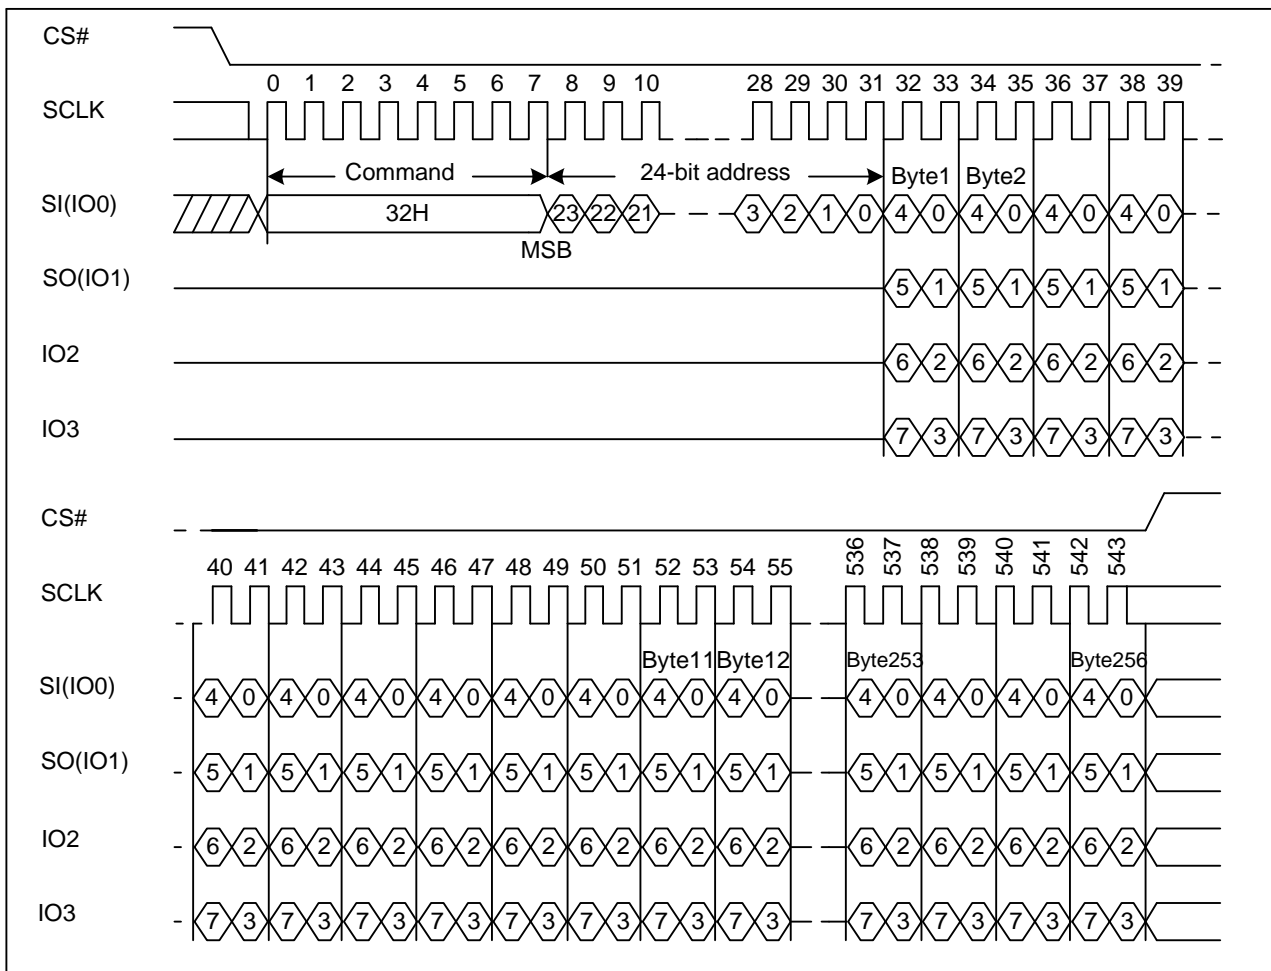 CS#
0 1 2 3 4 5 6 7 8 9 10 28 29 30 31 32 33 34 35 36 37 38 39
SCLK
Command 24-bit address Byte1 Byte2
SI(IO0) 32H 23 22 21 3 2 1 0 4 0 4 0 4 0 4 0
MSB
SO(IO1) 5 1 5 1 5 1 5 1
IO2 6 2 6 2 6 2 6 2
IO3 7 3 7 3 7 3 7 3
CS#
40 41 42 43 44 45 46 47 48 49 50 51 52 53 54 55 536 537 538 539 540 541 542 543
SCLK
Byte11 Byte12 Byte253 Byte256
SI(IO0) 4 0 4 0 4 0 4 0 4 0 4 0 4 0 4 0 4 0 4 0 4 0 4 0
SO(IO1) 5 1 5 1 5 1 5 1 5 1 5 1 5 1 5 1 5 1 5 1 5 1 5 1
IO2 6 2 6 2 6 2 6 2 6 2 6 2 6 2 6 2 6 2 6 2 6 2 6 2
IO3 7 3 7 3 7 3 7 3 7 3 7 3 7 3 7 3 7 3 7 3 7 3 7 3